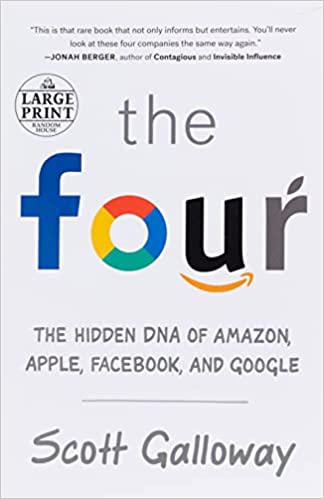 "This is that rare book that not only informs but entertains. You'll never
look at these four companies the same way again."
—JONAH BERGER, author of Contagious and Invisible Influence
LARGE
PRINT
RANDOM
HOUSE
the
four
THE HIDDEN DNA OF AMAZON,
APPLE, FACEBOOK, AND GOOGLE
Scott Galloway